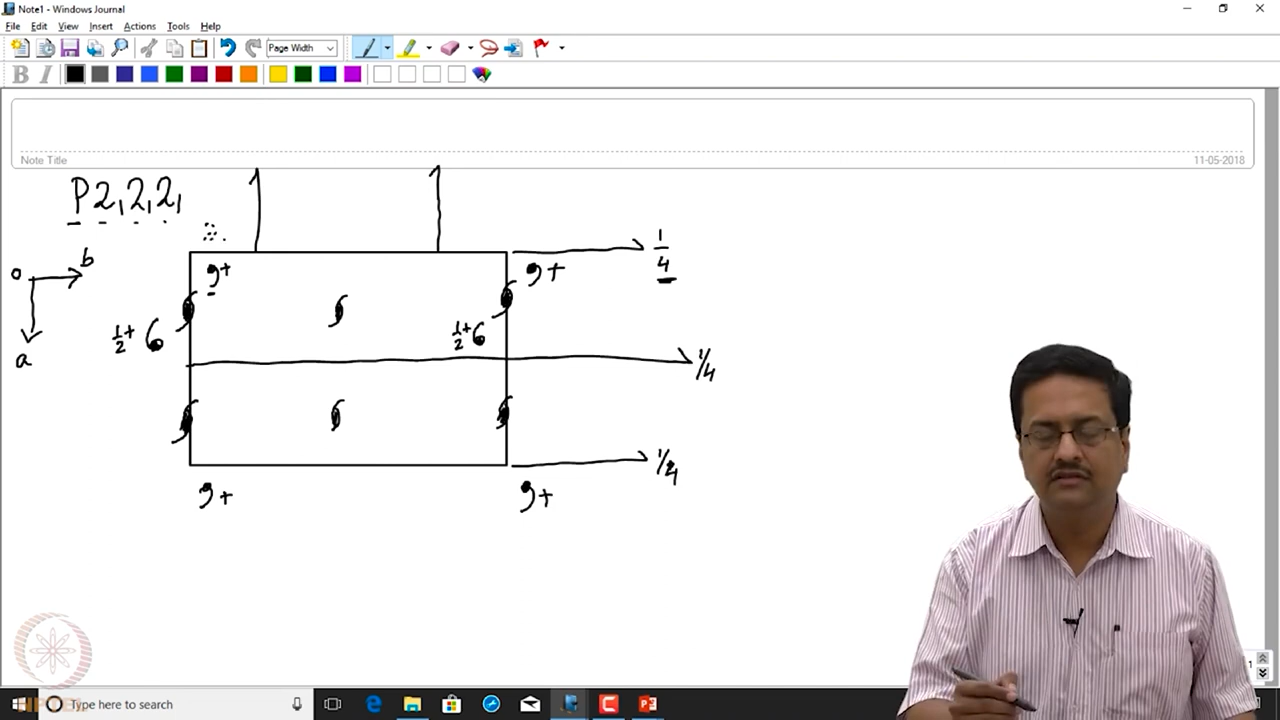 Note1 - Windows Journal
File Edit View Insert Actions Tools Help
Page Width
B I
Note Title
11-05-2018
P2₁2₁2₁
o b
a
9+
9+
1/4
1/2+ 6
1/2+ 6
1/4
1/4
9+
9+
1
Type here to search